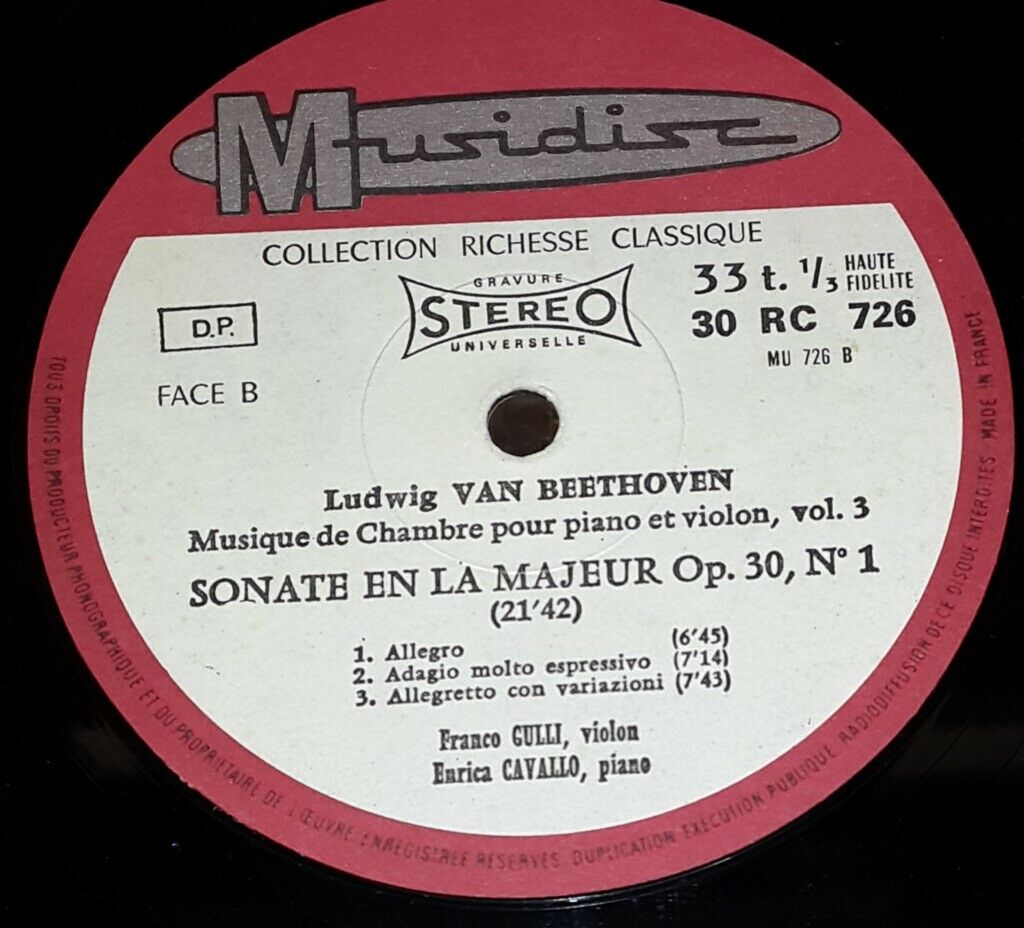 Musidisc
COLLECTION RICHESSE CLASSIQUE
GRAVURE
STEREO
UNIVERSELLE
33 t. 1/3 HAUTE FIDELITE
30 RC 726
MU 726 B
D.P.
FACE B
Ludwig VAN BEETHOVEN
Musique de Chambre pour piano et violon, vol. 3
SONATE EN LA MAJEUR Op. 30, N° 1
(21'42)
1. Allegro (6'45)
2. Adagio molto espressivo (7'14)
3. Allegretto con variazioni (7'43)
Franco GULLI, violon
Enrica CAVALLO, piano
TOUS DROITS DU PRODUCTEUR PHONOGRAPHIQUE ET DU PROPRIETAIRE DE L'ŒUVRE ENREGISTREE RESERVES. DUPLICATION EXECUTION PUBLIQUE RADIODIFFUSION DE CE DISQUE INTERDITES - MADE IN FRANCE